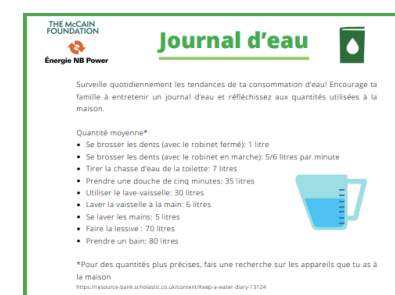 THE McCAIN
FOUNDATION
Énergie NB Power
Journal d'eau
Surveille quotidiennement les tendances de ta consommation d'eau! Encourage ta
famille à entretenir un journal d'eau et réfléchissez aux quantités utilisées à la
maison.
Quantité moyenne*
• Se brosser les dents (avec le robinet fermé): 1 litre
• Se brosser les dents (avec le robinet en marche): 5/6 litres par minute
• Tirer la chasse d'eau de la toilette: 7 litres
• Prendre une douche de cinq minutes: 35 litres
• Utiliser le lave-vaisselle: 30 litres
• Laver la vaisselle à la main: 6 litres
• Se laver les mains: 5 litres
• Faire la lessive : 70 litres
• Prendre un bain: 80 litres
*Pour des quantités plus précises, fais une recherche sur les appareils que tu as à
la maison
https://resource-bank.scholastic.co.uk/content/Keep-a-water-diary-13124